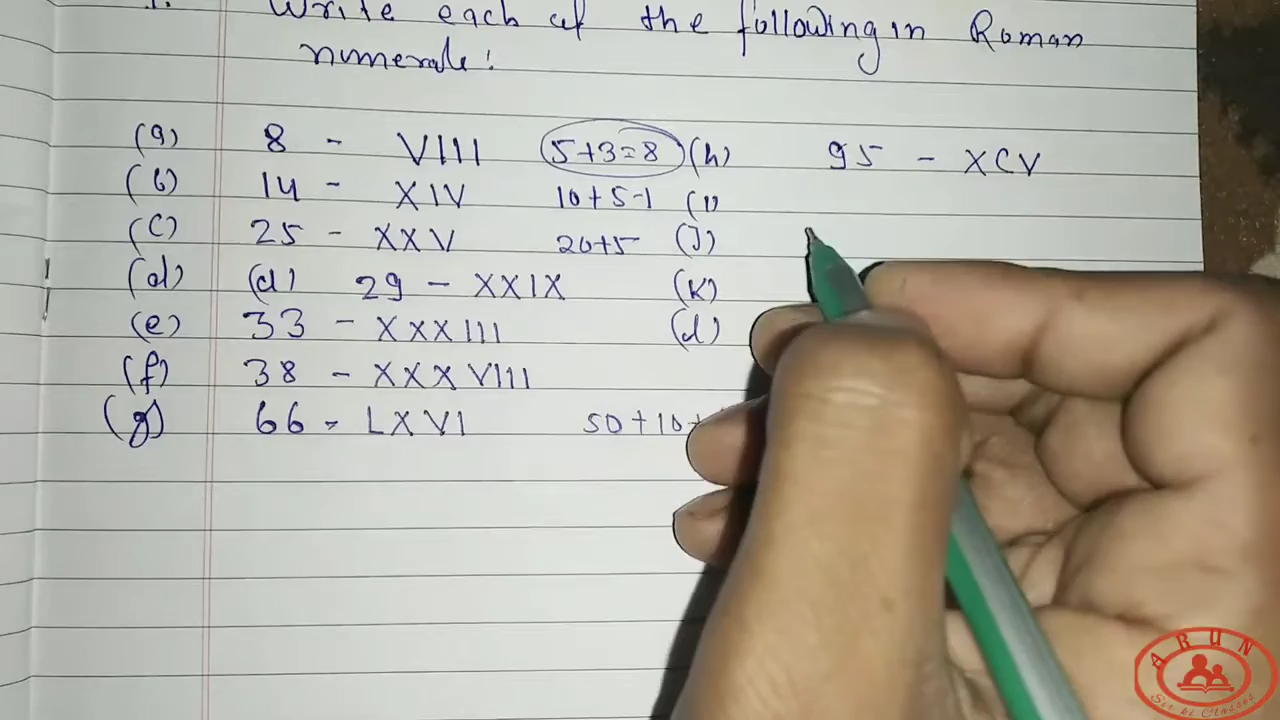 Write each of the following in Roman
numerals:
(a) 8 - VIII 5+3=8 (h) 95 - XCV
(b) 14 - XIV 10+5-1 (i)
(c) 25 - XXV 20+5 (J)
(d) (d) 29 - XXIX (K)
(e) 33 - XXXIII (d)
(f) 38 - XXXVIII
(g) 66 - LXVI 50+10+
ARUN